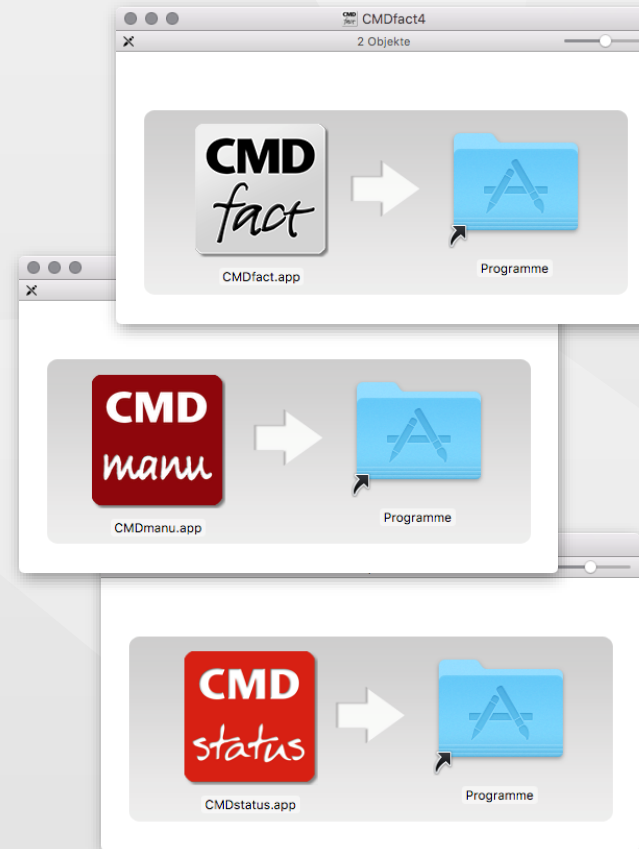 CMDfact4
2 Objekte
CMD
fact
CMDfact.app
Programme
CMD
manu
CMDmanu.app
Programme
CMD
status
CMDstatus.app
Programme